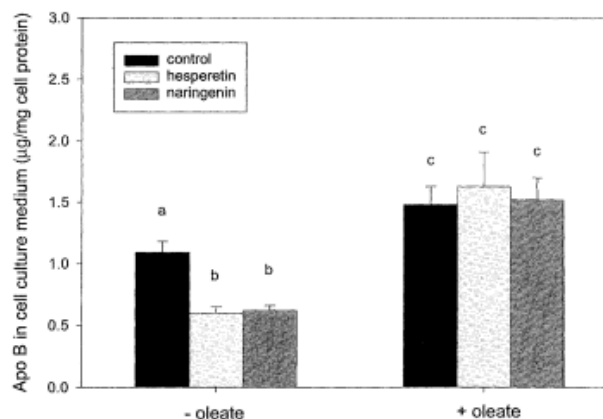 Apo B in cell culture medium (µg/mg cell protein)
3.0
2.5
2.0
1.5
1.0
0.5
0.0
control
hesperetin
naringenin
a
b
b
c
c
c
- oleate
+ oleate